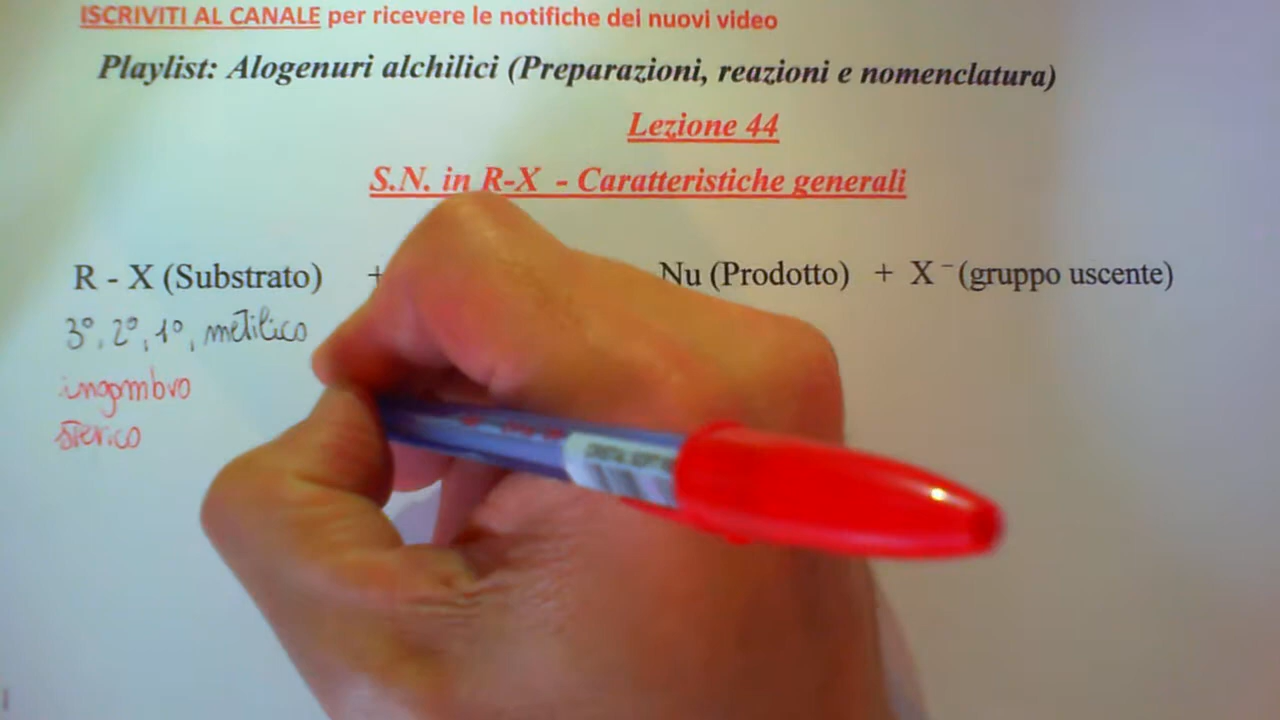 ISCRIVITI AL CANALE per ricevere le notifiche dei nuovi video
Playlist: Alogenuri alchilici (Preparazioni, reazioni e nomenclatura)
Lezione 44
S.N. in R-X - Caratteristiche generali
R - X (Substrato) + Nu (Prodotto) + X⁻ (gruppo uscente)
3°, 2°, 1°, metilico
ingombro
sterico